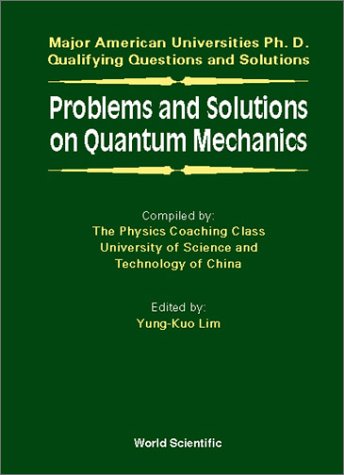 Major American Universities Ph. D.
Qualifying Questions and Solutions
Problems and Solutions
on Quantum Mechanics
Compiled by:
The Physics Coaching Class
University of Science and
Technology of China
Edited by:
Yung-Kuo Lim
World Scientific